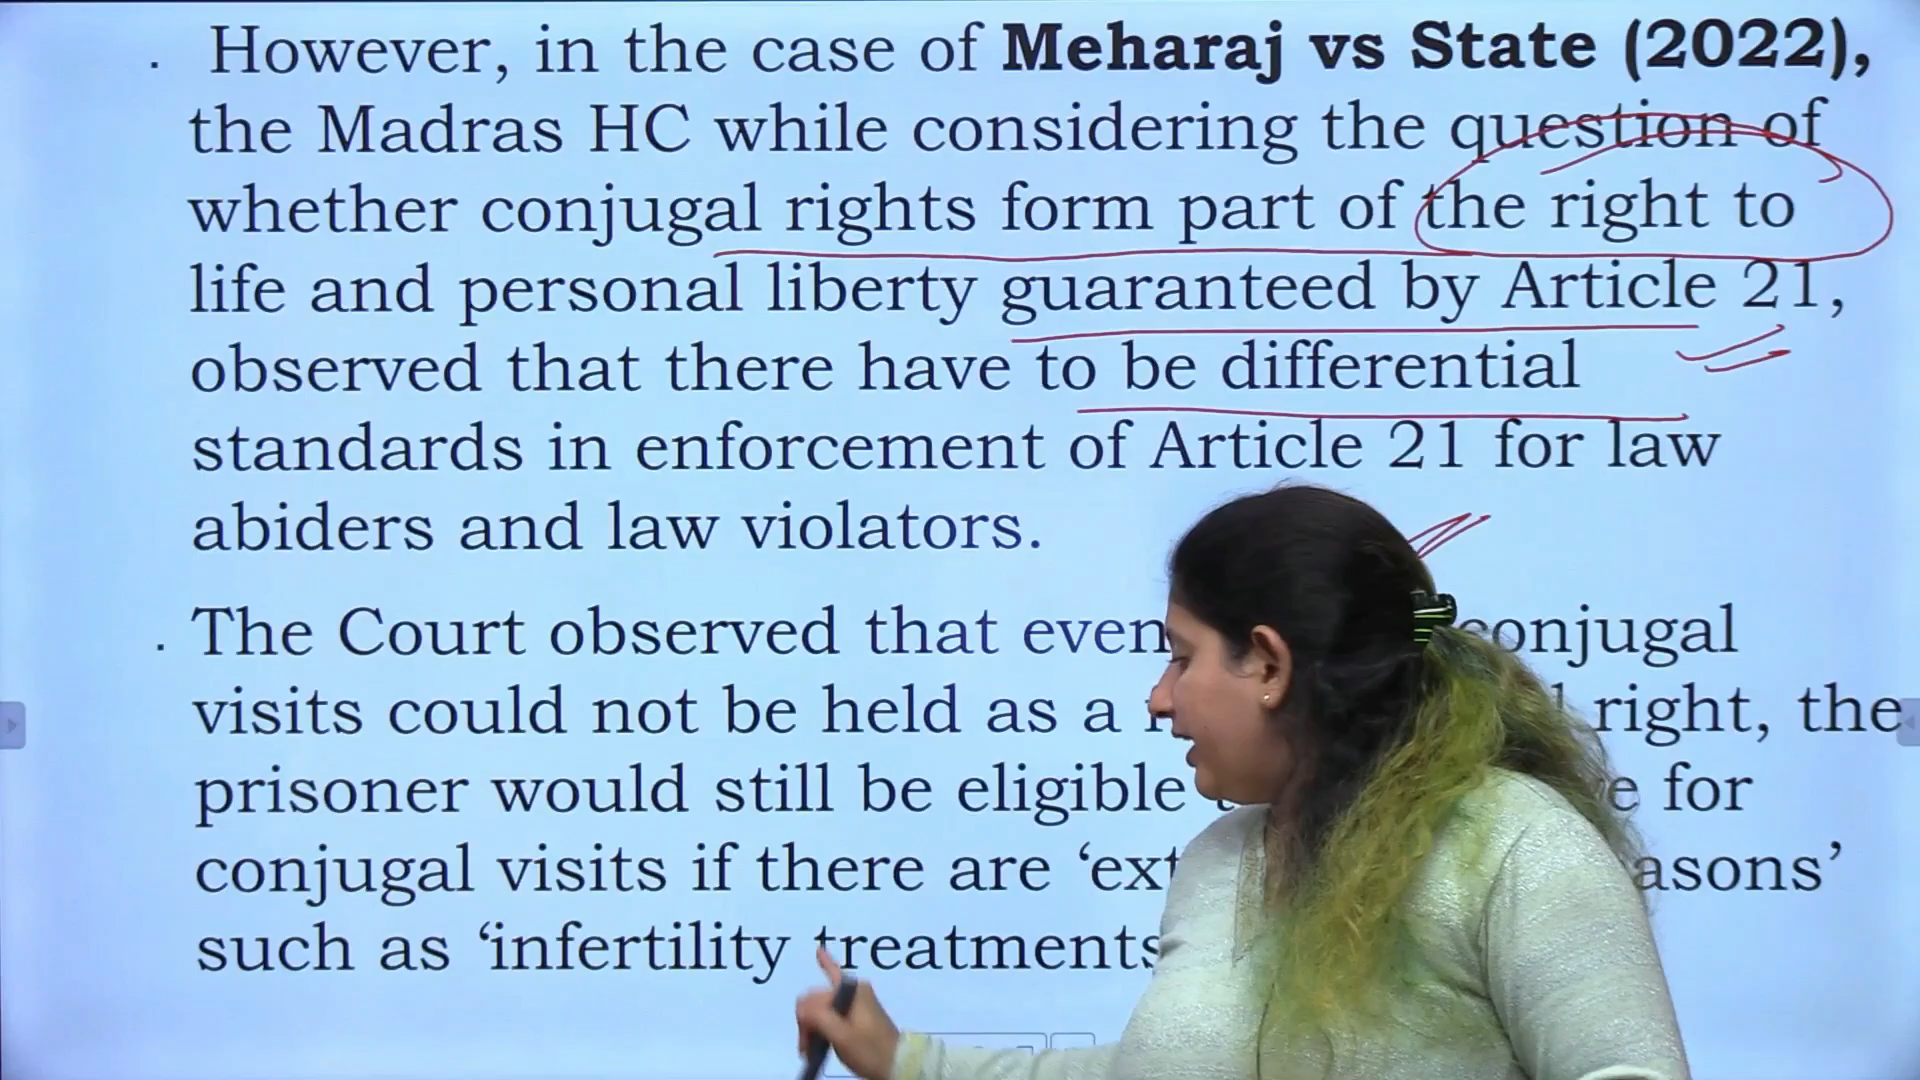 . However, in the case of Meharaj vs State (2022),
the Madras HC while considering the question of
whether conjugal rights form part of the right to
life and personal liberty guaranteed by Article 21,
observed that there have to be differential
standards in enforcement of Article 21 for law
abiders and law violators.
. The Court observed that even conjugal
visits could not be held as a right, the
prisoner would still be eligible for
conjugal visits if there are
such as ‘infertility treatments